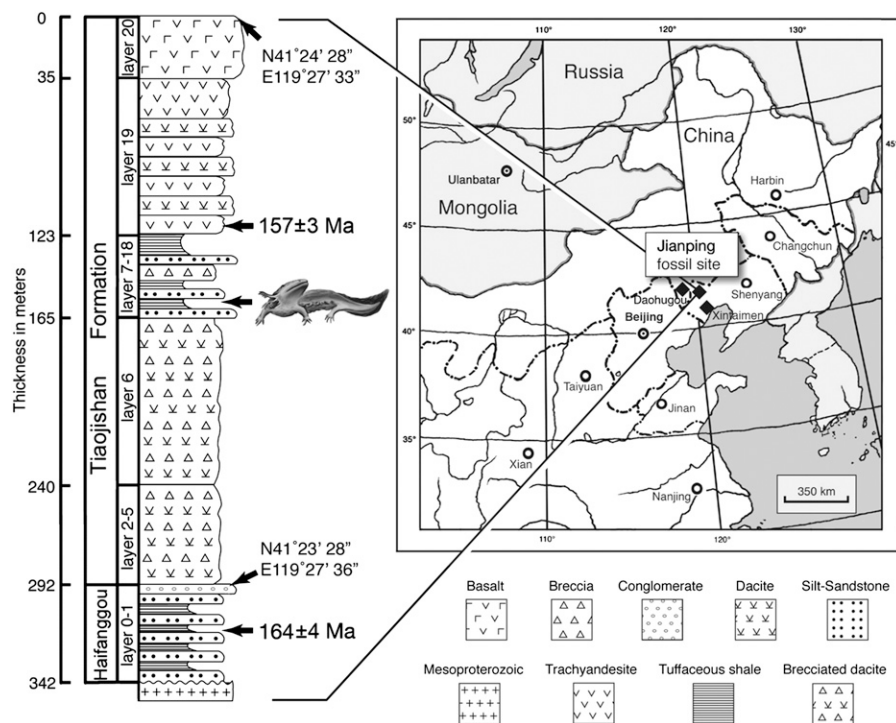 0
35
123
165
240
292
342
Thickness in meters
Tiaojishan Formation
Haifanggou
layer 20
layer 19
layer 7-18
layer 6
layer 2-5
layer 0-1
N41°24' 28"
E119°27' 33"
157±3 Ma
N41°23' 28"
E119°27' 36"
164±4 Ma
110°
120°
130°
50°
45°
45°
40°
35°
110°
120°
Russia
China
Mongolia
Ulanbatar
Harbin
Changchun
Jianping
fossil site
Shenyang
Daohugou
Xintaimen
Beijing
Taiyuan
Jinan
Xian
Nanjing
350 km
Basalt
Breccia
Conglomerate
Dacite
Silt-Sandstone
Mesoproterozoic
Trachyandesite
Tuffaceous shale
Brecciated dacite